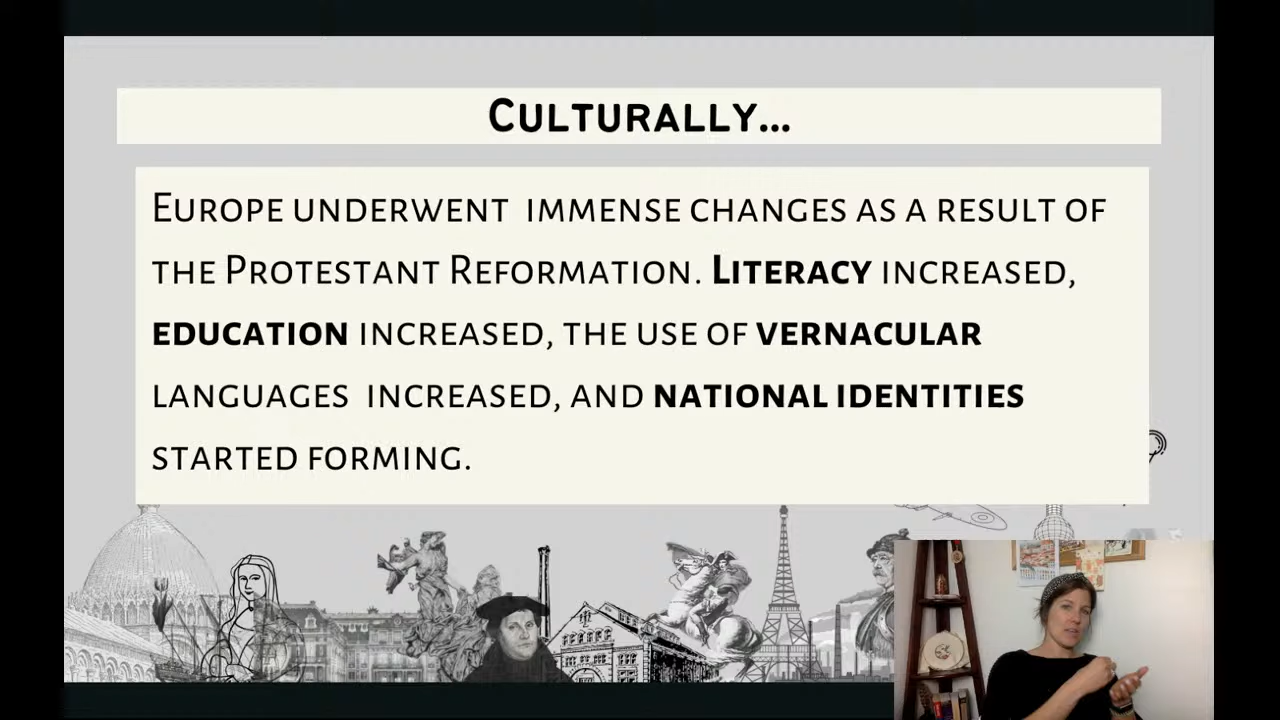 Culturally...
Europe underwent immense changes as a result of
the Protestant Reformation. Literacy increased,
education increased, the use of vernacular
languages increased, and national identities
started forming.